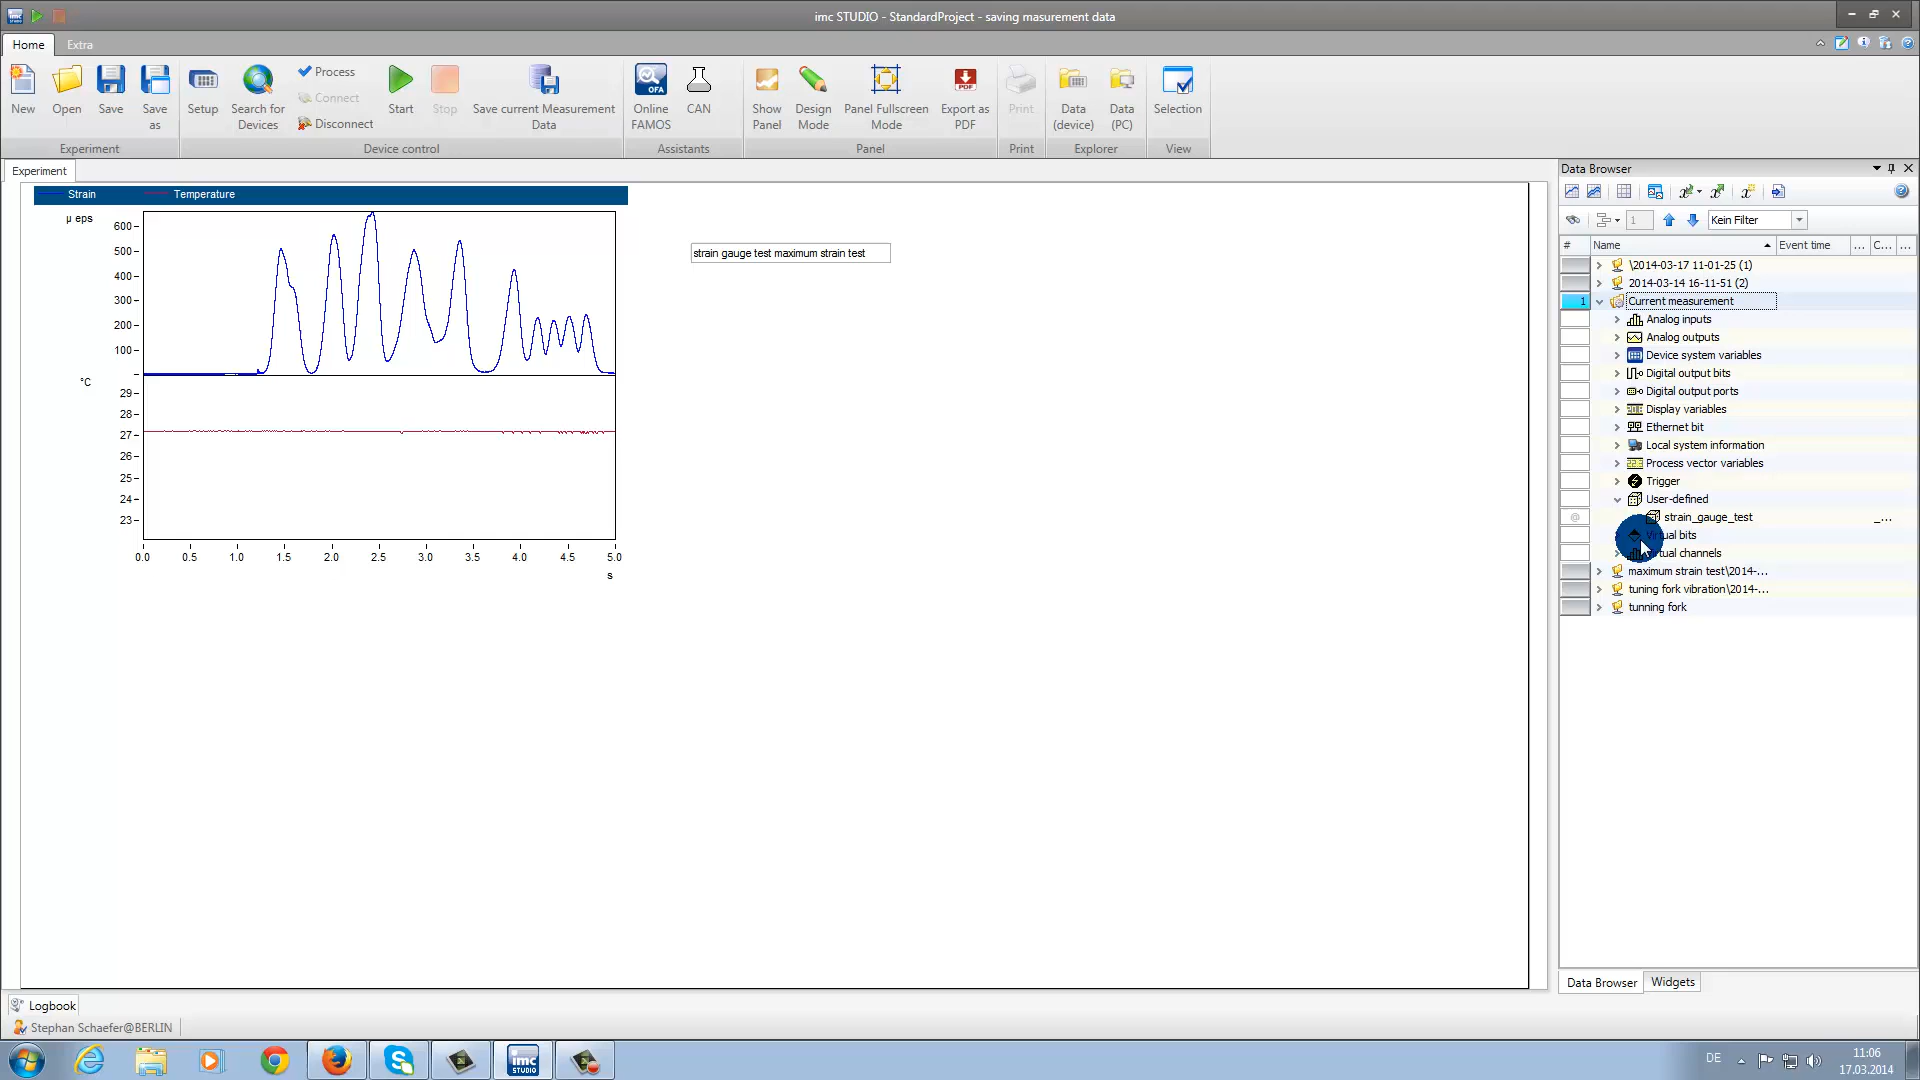 imc STUDIO - StandardProject - saving masurement data
Home
Extra
New
Open
Save
Save as
Experiment
Setup
Search for Devices
Process
Connect
Disconnect
Start
Stop
Save current Measurement Data
Device control
OFA
Online FAMOS
CAN
Assistants
Show Panel
Design Mode
Panel Fullscreen Mode
PDF
Export as PDF
Panel
Print
Print
Data (device)
Data (PC)
Explorer
Selection
View
Experiment
Strain
Temperature
µ eps
600
500
400
300
200
100
°C
29
28
27
26
25
24
23
0.0 0.5 1.0 1.5 2.0 2.5 3.0 3.5 4.0 4.5 5.0
s
strain gauge test maximum strain test
Data Browser
1
Kein Filter
# Name Event time ... C... ...
\2014-03-17 11-01-25 (1)
2014-03-14 16-11-51 (2)
1 Current measurement
Analog inputs
Analog outputs
Device system variables
Digital output bits
Digital output ports
Display variables
Ethernet bit
Local system information
Process vector variables
Trigger
User-defined
@ strain_gauge_test _...
Virtual bits
tual channels
maximum strain test\2014-...
tuning fork vibration\2014-...
tunning fork
Data Browser
Widgets
Logbook
Stephan Schaefer@BERLIN
imc STUDIO
DE
11:06
17.03.2014